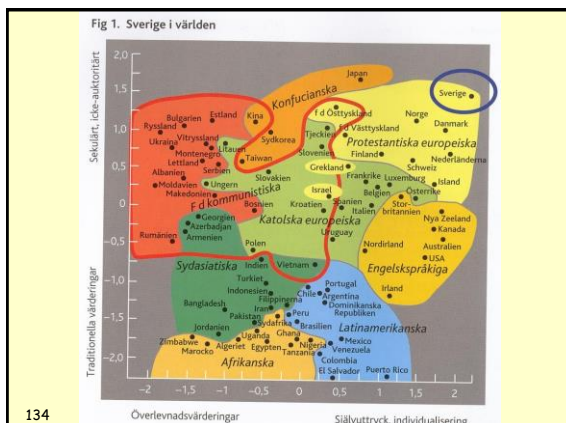 Fig 1. Sverige i världen
Sekulärt, icke-auktoritärt
Traditionella värderingar
2,0
1,5
1,0
0,5
0
−0,5
−1,0
−1,5
−2,0
Japan
Sverige
Konfucianska
Bulgarien
Estland
Kina
f d Östtyskland
Norge
Ryssland
Sydkorea
Tjeckien
f d Västtyskland
Danmark
Vitryssland
Ukraina
Litauen
Protestantiska europeiska
Montenegro
Taiwan
Slovenien
Finland
Nederländerna
Lettland
Serbien
Grekland
Schweiz
Albanien
Slovakien
Frankrike
Luxemburg
Island
Moldavien
Ungern
Belgien
Österrike
Makedonien
Israel
F d kommunistiska
Bosnien
Kroatien
Spanien
Italien
Stor-
britannien
Nya Zeeland
Georgien
Katolska europeiska
Kanada
Azerbadjan
Uruguay
Australien
Rumänien
Armenien
Polen
Nordirland
USA
Sydasiatiska
Indien
Vietnam
Engelskspråkiga
Turkiet
Portugal
Indonesien
Chile
Argentina
Irland
Filippinerna
Dominikanska
Republiken
Bangladesh
Iran
Peru
Pakistan
Sydafrika
Brasilien
Latinamerikanska
Jordanien
Uganda
Ghana
Zimbabwe
Algeriet
Egypten
Nigeria
Mexico
Marocko
Tanzania
Venezuela
Afrikanska
Colombia
El Salvador
Puerto Rico
−2
−1,5
−1
−0,5
0
0,5
1
1,5
2
134
Överlevnadsvärderingar
Självuttryck, individualisering